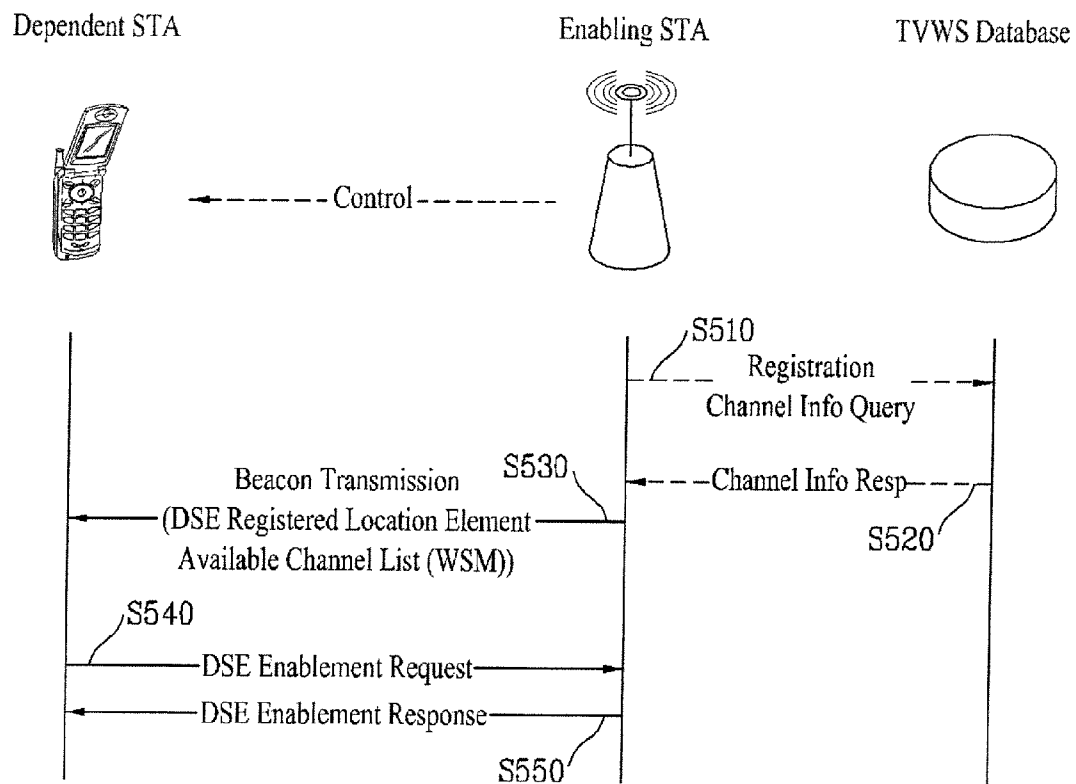 Dependent STA
Enabling STA
TVWS Database
Control
S510
Registration
Channel Info Query
S530
Channel Info Resp
S520
Beacon Transmission
(DSE Registered Location Element
Available Channel List (WSM))
S540
DSE Enablement Request
DSE Enablement Response
S550